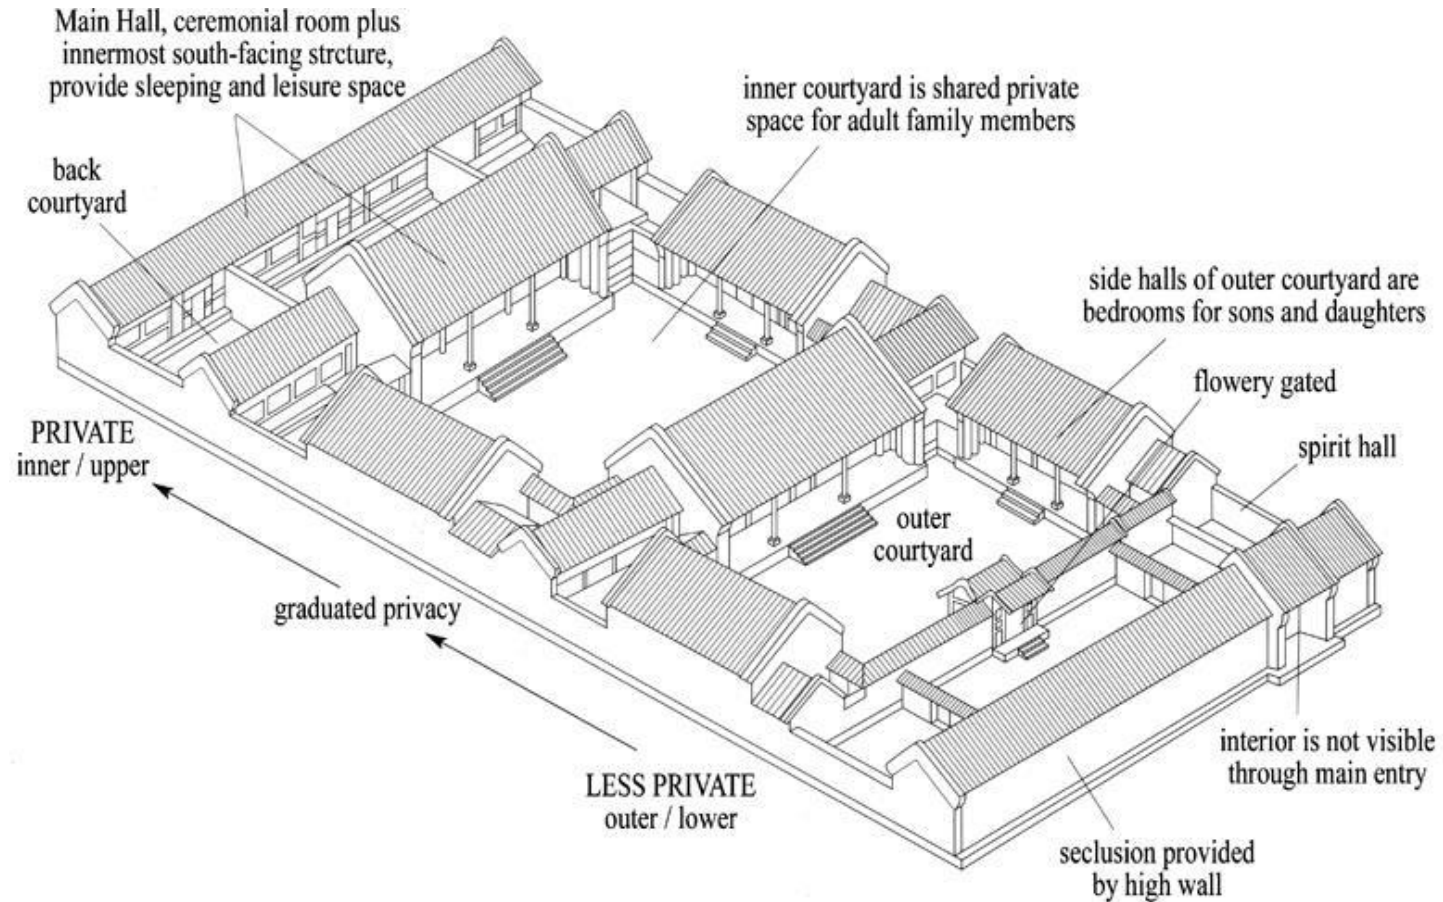 Main Hall, ceremonial room plus
innermost south-facing strcture,
provide sleeping and leisure space
inner courtyard is shared private
space for adult family members
back
courtyard
side halls of outer courtyard are
bedrooms for sons and daughters
flowery gated
spirit hall
PRIVATE
inner / upper
outer
courtyard
graduated privacy
LESS PRIVATE
outer / lower
interior is not visible
through main entry
seclusion provided
by high wall